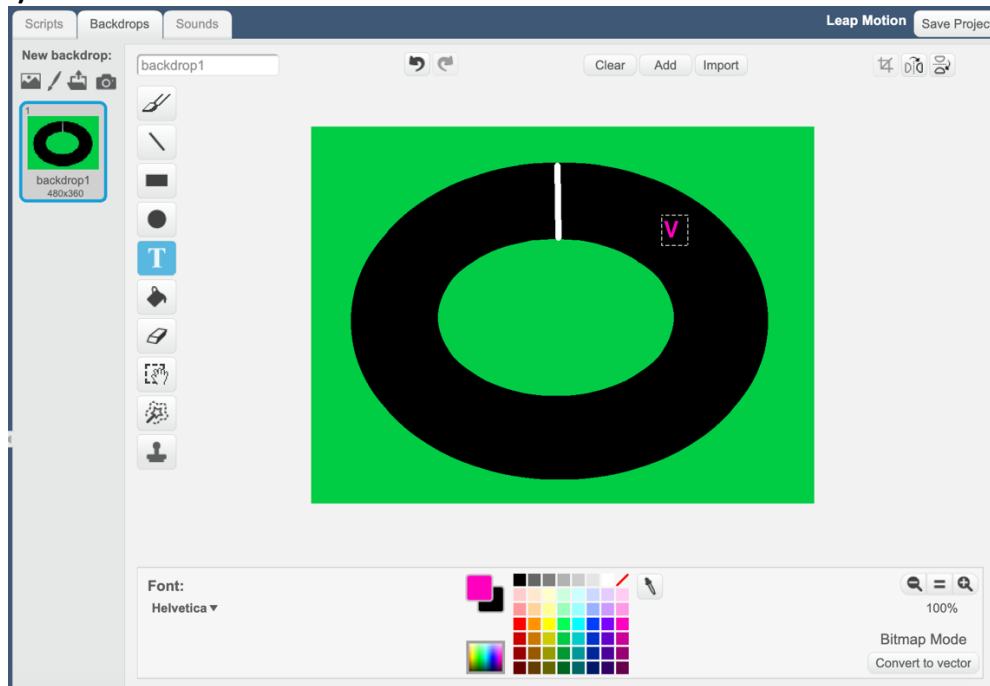 Scripts Backdrops Sounds Leap Motion Save Projec
New backdrop:
backdrop1 Clear Add Import
1
backdrop1
480x360
V
T
Font:
Helvetica ▾
100%
Bitmap Mode
Convert to vector